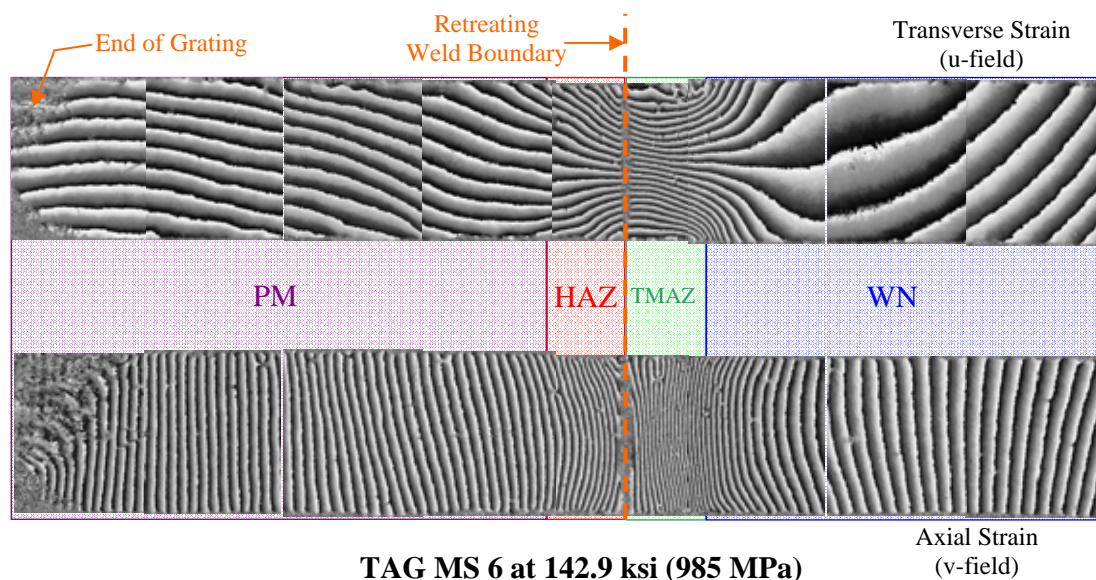 End of Grating
Retreating
Weld Boundary
Transverse Strain
(u-field)
PM
HAZ
TMAZ
WN
Axial Strain
(v-field)
TAG MS 6 at 142.9 ksi (985 MPa)